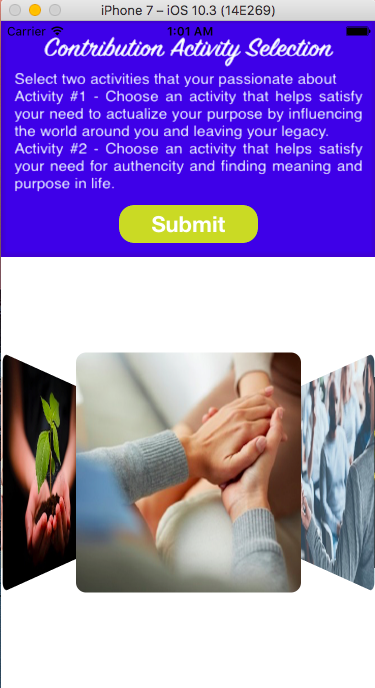 iPhone 7 – iOS 10.3 (14E269)
Carrier 1:01 AM
Contribution Activity Selection
Select two activities that your passionate about
Activity #1 - Choose an activity that helps satisfy
your need to actualize your purpose by influencing
the world around you and leaving your legacy.
Activity #2 - Choose an activity that helps satisfy
your need for authencity and finding meaning and
purpose in life.
Submit